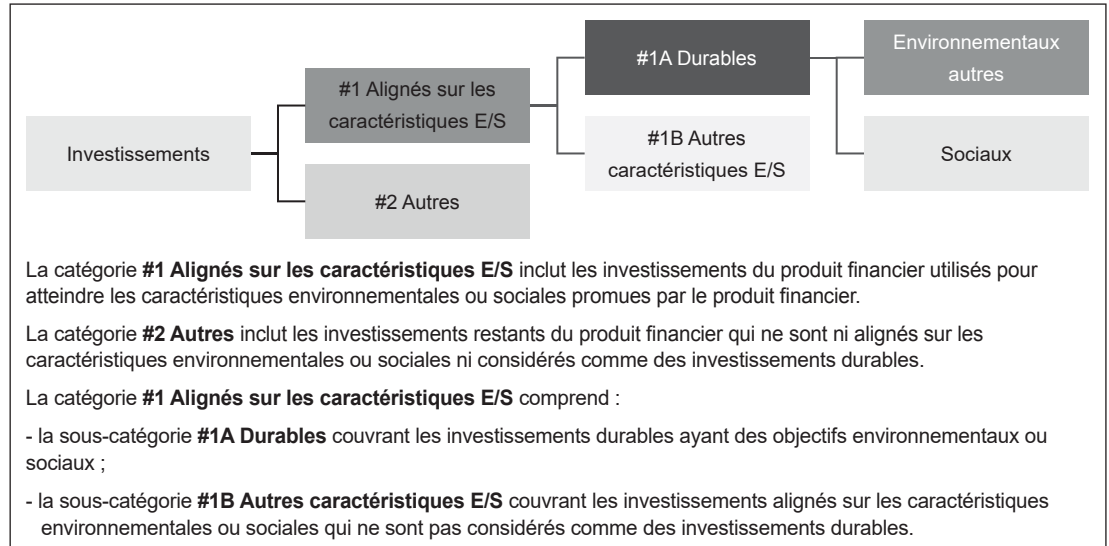 Investissements
#1 Alignés sur les
caractéristiques E/S
#2 Autres
#1A Durables
#1B Autres
caractéristiques E/S
Environnementaux
autres
Sociaux
La catégorie #1 Alignés sur les caractéristiques E/S inclut les investissements du produit financier utilisés pour
atteindre les caractéristiques environnementales ou sociales promues par le produit financier.
La catégorie #2 Autres inclut les investissements restants du produit financier qui ne sont ni alignés sur les
caractéristiques environnementales ou sociales ni considérés comme des investissements durables.
La catégorie #1 Alignés sur les caractéristiques E/S comprend :
- la sous-catégorie #1A Durables couvrant les investissements durables ayant des objectifs environnementaux ou
sociaux ;
- la sous-catégorie #1B Autres caractéristiques E/S couvrant les investissements alignés sur les caractéristiques
environnementales ou sociales qui ne sont pas considérés comme des investissements durables.